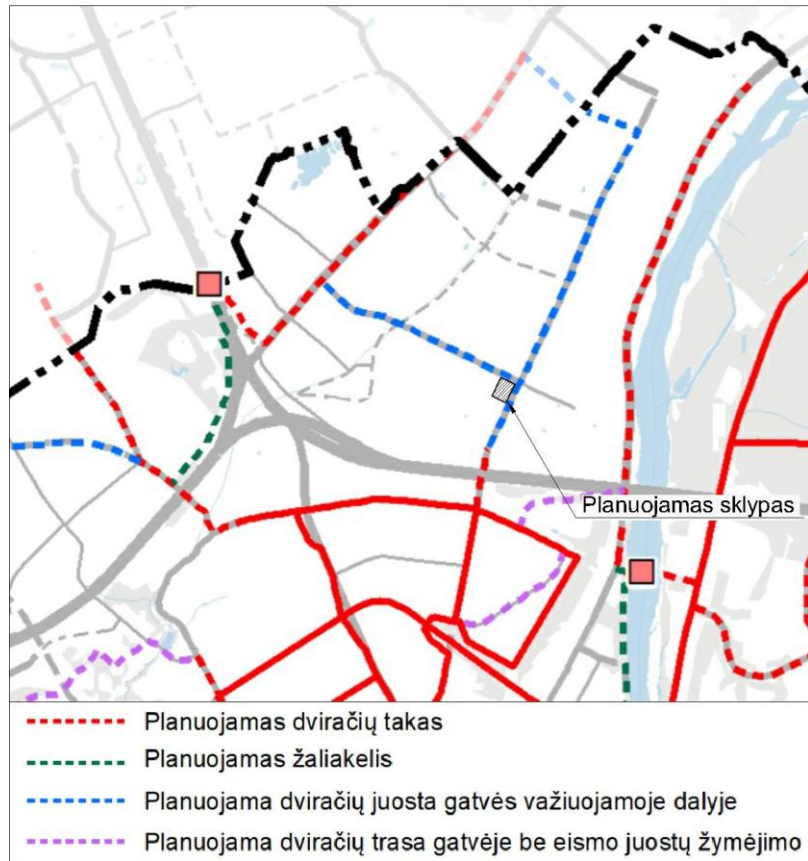 Planuojamas sklypas
Planuojamas dviračių takas
Planuojamas žaliakelis
Planuojama dviračių juosta gatvės važiuojamoje dalyje
Planuojama dviračių trasa gatvėje be eismo juostų žymėjimo